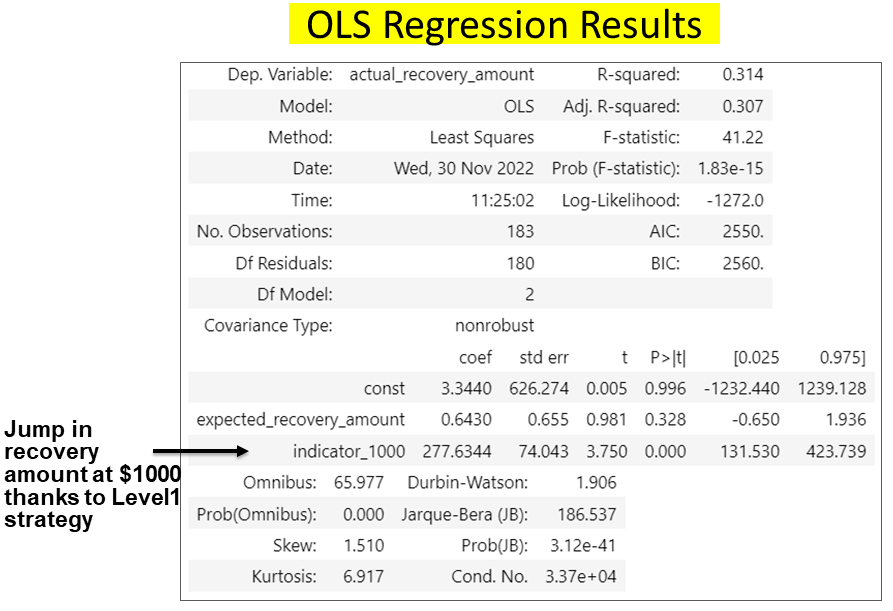 OLS Regression Results
Dep. Variable: actual_recovery_amount R-squared: 0.314
Model: OLS Adj. R-squared: 0.307
Method: Least Squares F-statistic: 41.22
Date: Wed, 30 Nov 2022 Prob (F-statistic): 1.83e-15
Time: 11:25:02 Log-Likelihood: -1272.0
No. Observations: 183 AIC: 2550.
Df Residuals: 180 BIC: 2560.
Df Model: 2
Covariance Type: nonrobust
coef std err t P>|t| [0.025 0.975]
const 3.3440 626.274 0.005 0.996 -1232.440 1239.128
expected_recovery_amount 0.6430 0.655 0.981 0.328 -0.650 1.936
indicator_1000 277.6344 74.043 3.750 0.000 131.530 423.739
Omnibus: 65.977 Durbin-Watson: 1.906
Prob(Omnibus): 0.000 Jarque-Bera (JB): 186.537
Skew: 1.510 Prob(JB): 3.12e-41
Kurtosis: 6.917 Cond. No. 3.37e+04
Jump in
recovery
amount at $1000
thanks to Level1
strategy